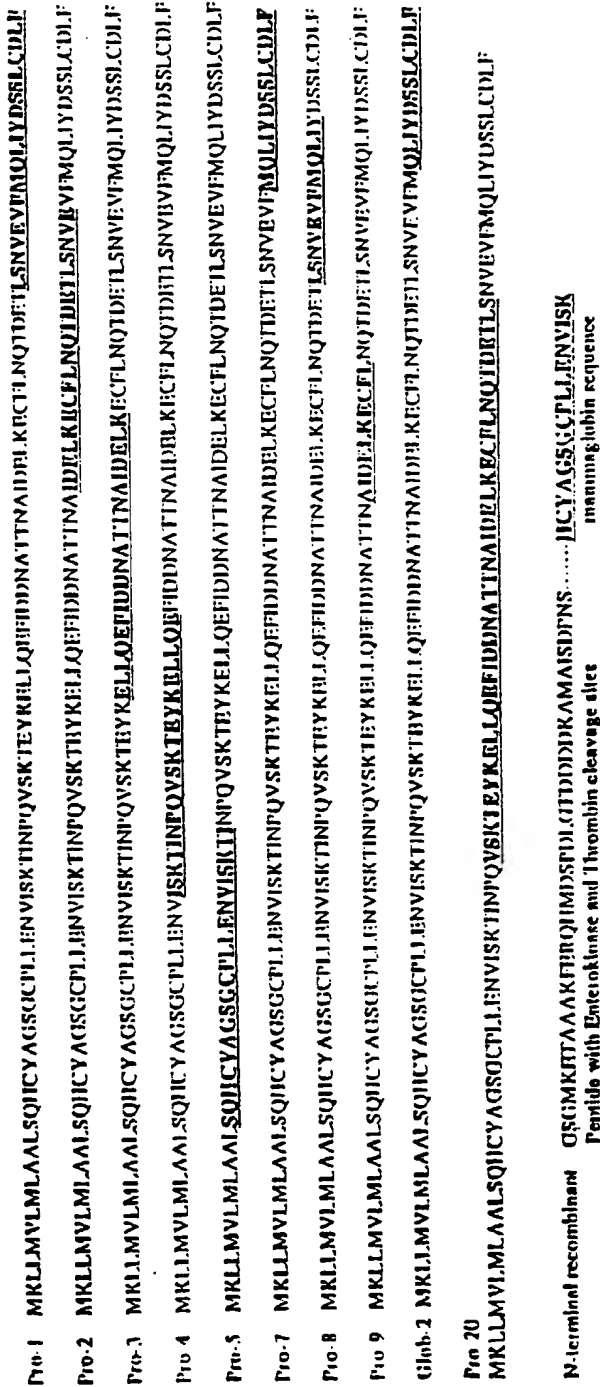 Pro-1 MKLLMVLMLAALSQHCYAGSGCPLLENVISKTINPQVSKTEYKELLQEFIDDNATTNAIDELKECFLNQTDETLSNVEVFMQLIYDSSLCDLF
Pro-2 MKLLMVLMLAALSQHCYAGSGCPLLENVISKTINPQVSKTEYKELLQEFIDDNATTNAIDELKECFLNQTDETLSNVEVFMQLIYDSSLCDLF
Pro-3 MKLLMVLMLAALSQHCYAGSGCPLLENVISKTINPQVSKTEYKELLQEFIDDNATTNAIDELKECFLNQTDETLSNVEVFMQLIYDSSLCDLF
Pro 4 MKLLMVLMLAALSQHCYAGSGCPLLENVISKTINPQVSKTEYKELLQEFIDDNATTNAIDELKECFLNQTDETLSNVEVFMQLIYDSSLCDLF
Pro-5 MKLLMVLMLAALSQHCYAGSGCPLLENVISKTINPQVSKTEYKELLQEFIDDNATTNAIDELKECFLNQTDETLSNVEVFMQLIYDSSLCDLF
Pro-7 MKLLMVLMLAALSQHCYAGSGCPLLENVISKTINPQVSKTEYKELLQEFIDDNATTNAIDELKECFLNQTDETLSNVEVFMQLIYDSSLCDLF
Pro-8 MKLLMVLMLAALSQHCYAGSGCPLLENVISKTINPQVSKTEYKELLQEFIDDNATTNAIDELKECFLNQTDETLSNVEVFMQLIYDSSLCDLF
Pro 9 MKLLMVLMLAALSQHCYAGSGCPLLENVISKTINPQVSKTEYKELLQEFIDDNATTNAIDELKECFLNQTDETLSNVEVFMQLIYDSSLCDLF
Glob-2 MKLLMVLMLAALSQHCYAGSGCPLLENVISKTINPQVSKTEYKELLQEFIDDNATTNAIDELKECFLNQTDETLSNVEVFMQLIYDSSLCDLF
Pro 20
MKLLMVLMLAALSQHCYAGSGCPLLENVISKTINPQVSKTEYKELLQEFIDDNATTNAIDELKECFLNQTDETLSNVEVFMQLIYDSSLCDLF
N-terminal recombinant GSGMKETAAAKFERQHMDSPDLGTDDDDKAMAISDPNS.......HCYAGSGCPLLENVISK
Peptide with Enterokinase and Thrombin cleavage sites mammaglobin sequence